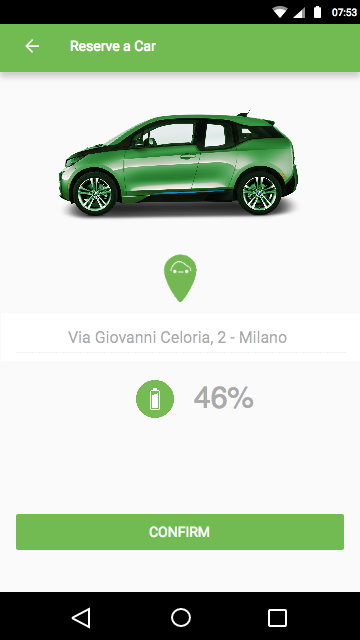 07:53
Reserve a Car
Via Giovanni Celoria, 2 - Milano
46%
CONFIRM